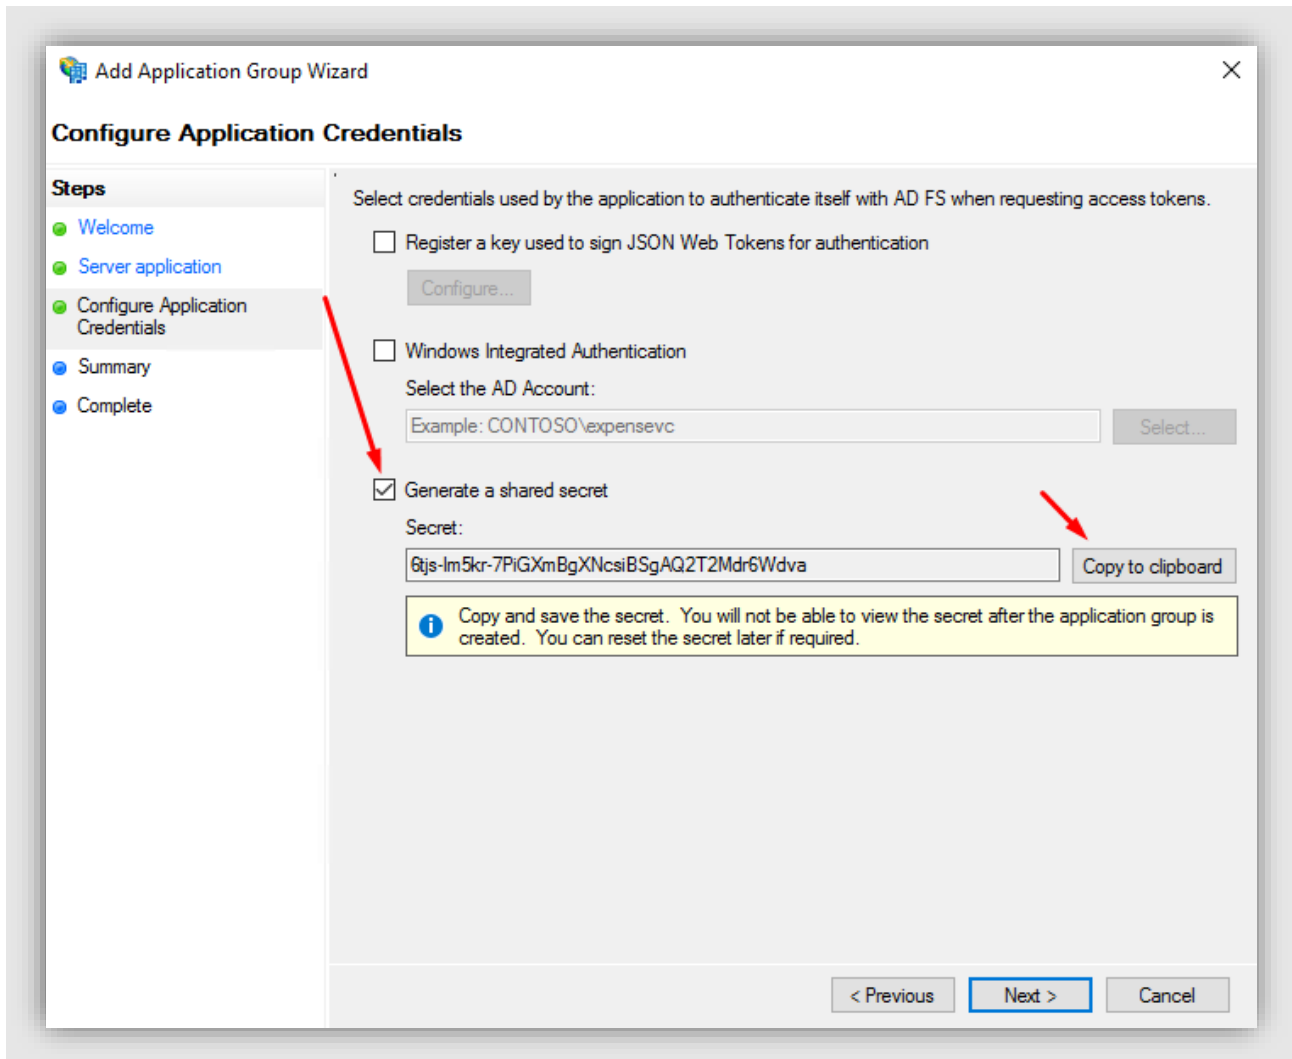 Add Application Group Wizard
Configure Application Credentials
Steps
Welcome
Server application
Configure Application
Credentials
Summary
Complete
Select credentials used by the application to authenticate itself with AD FS when requesting access tokens.
Register a key used to sign JSON Web Tokens for authentication
Configure...
Windows Integrated Authentication
Select the AD Account:
Example: CONTOSO\expensevc
Select...
Generate a shared secret
Secret:
6tjs-Im5kr-7PiGXmBgXNcsiBSgAQ2T2Mdr6Wdva
Copy to clipboard
Copy and save the secret. You will not be able to view the secret after the application group is
created. You can reset the secret later if required.
< Previous
Next >
Cancel